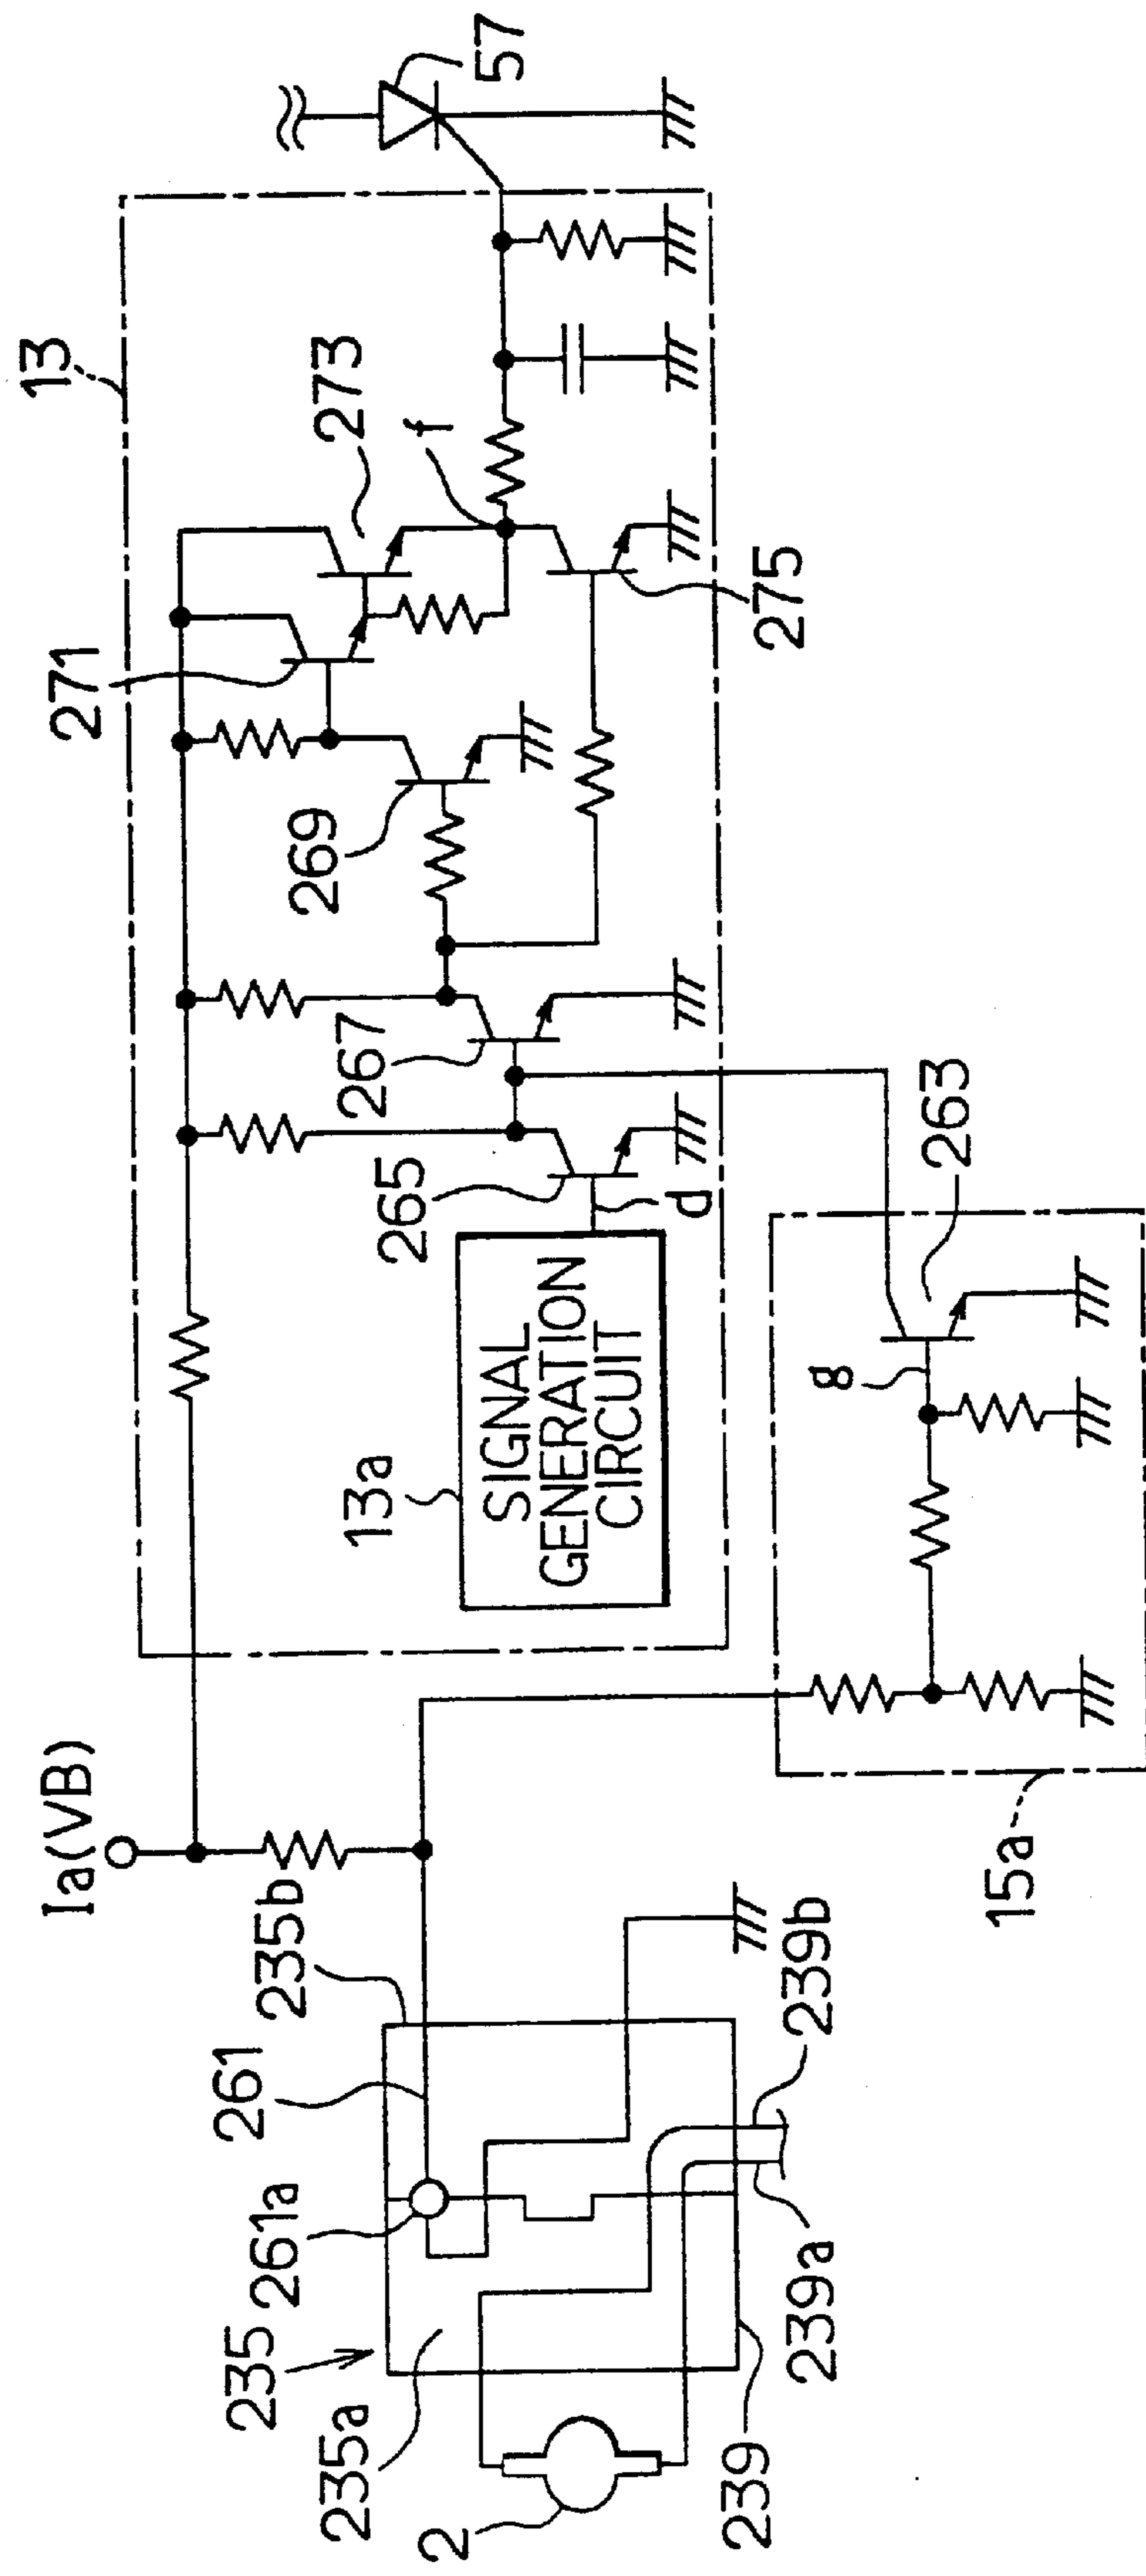 13
57
273
f
271
275
269
267
265
d
263
13a
SIGNAL
GENERATION
CIRCUIT
g
Ia(VB)
15a
235b
261
239b
261a
235
235a
239a
239
2